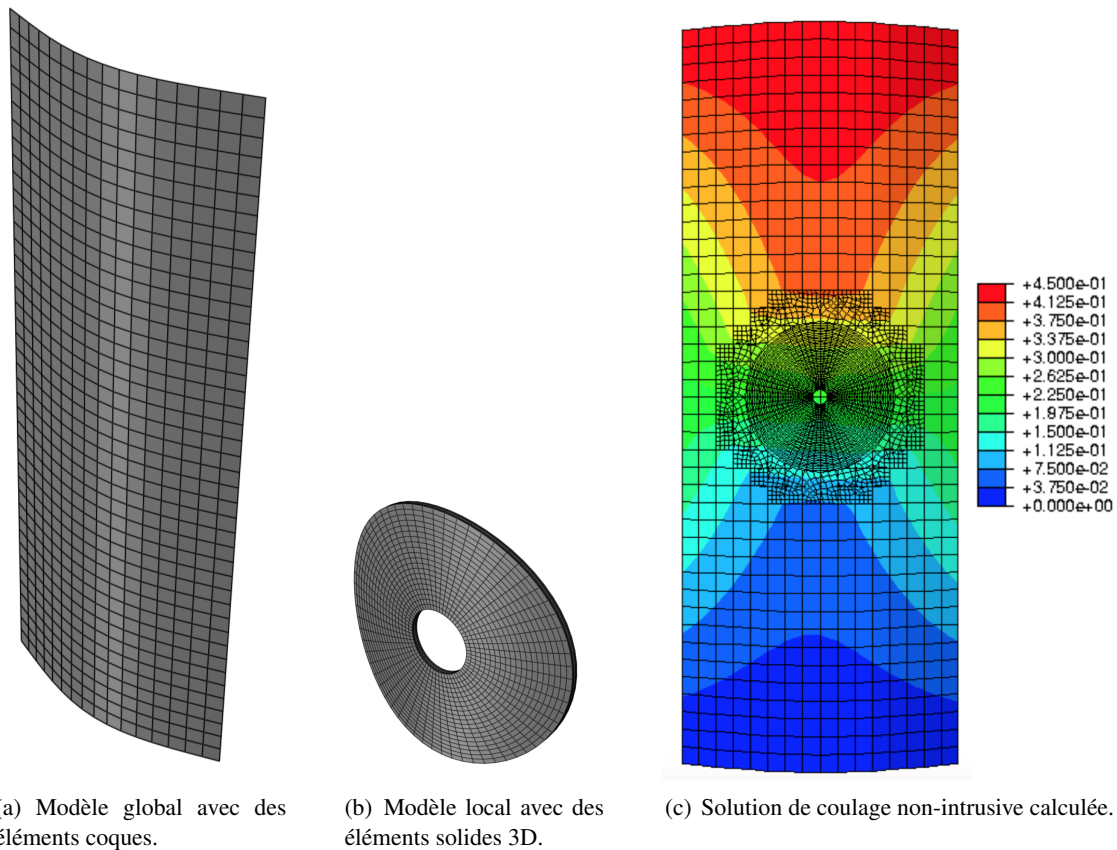 +4.500e-01
+4.125e-01
+3.750e-01
+3.375e-01
+3.000e-01
+2.625e-01
+2.250e-01
+1.975e-01
+1.500e-01
+1.125e-01
+7.500e-02
+3.750e-02
+0.000e+00
(a) Modèle global avec des
éléments coques.
(b) Modèle local avec des
éléments solides 3D.
(c) Solution de coulage non-intrusive calculée.